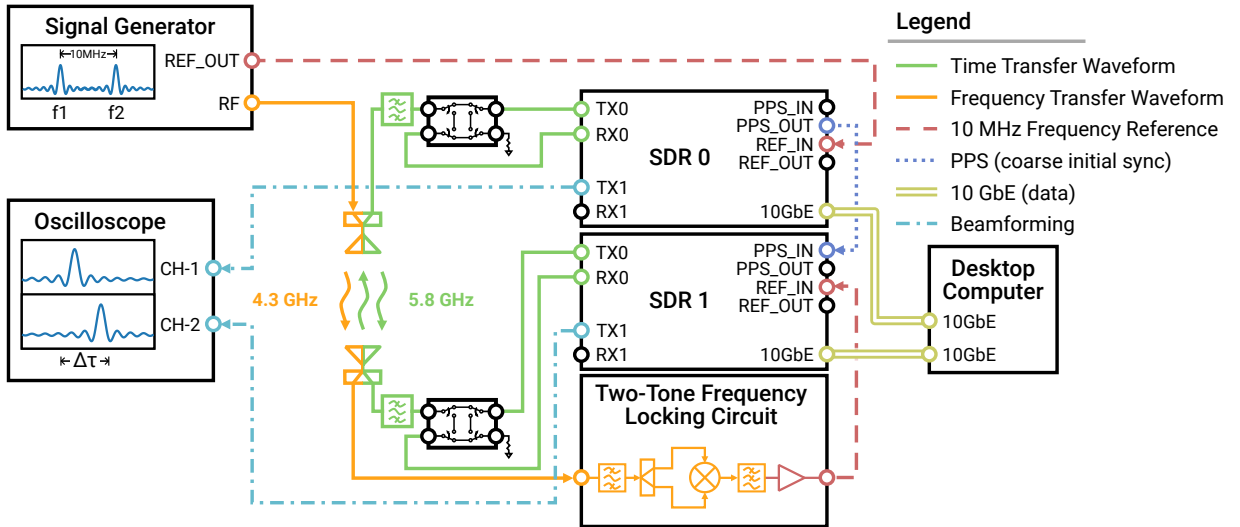 Signal Generator
10MHz
f1
f2
REF_OUT
RF
Oscilloscope
CH-1
CH-2
Δτ
4.3 GHz
5.8 GHz
TX0
RX0
SDR 0
TX1
RX1
PPS_IN
PPS_OUT
REF_IN
REF_OUT
10GbE
TX0
RX0
SDR 1
TX1
RX1
PPS_IN
PPS_OUT
REF_IN
REF_OUT
10GbE
Two-Tone Frequency
Locking Circuit
Legend
Time Transfer Waveform
Frequency Transfer Waveform
10 MHz Frequency Reference
PPS (coarse initial sync)
10 GbE (data)
Beamforming
Desktop
Computer
10GbE
10GbE